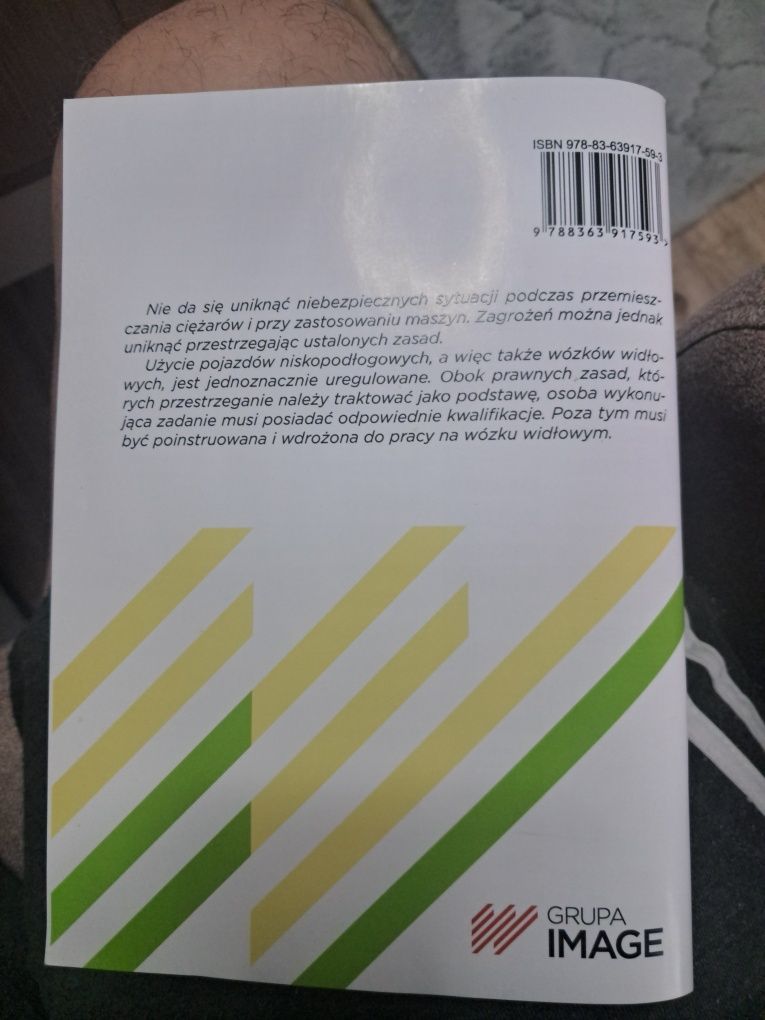 ISBN 978-83-63917-59-3
9 788363 917593 >
Nie da się uniknąć niebezpiecznych sytuacji podczas przemiesz-
czania ciężarów i przy zastosowaniu maszyn. Zagrożeń można jednak
uniknąć przestrzegając ustalonych zasad.
Użycie pojazdów niskopodłogowych, a więc także wózków widło-
wych, jest jednoznacznie uregulowane. Obok prawnych zasad, któ-
rych przestrzeganie należy traktować jako podstawę, osoba wykonu-
jąca zadanie musi posiadać odpowiednie kwalifikacje. Poza tym musi
być poinstruowana i wdrożona do pracy na wózku widłowym.
GRUPA
IMAGE